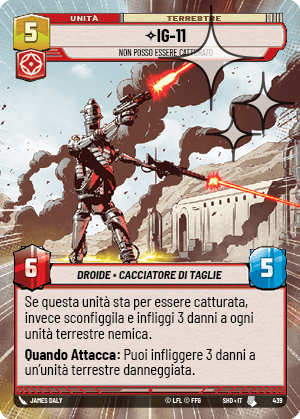 UNITÀ
TERRESTRE
5
IG-11
NON POSSO ESSERE CATTURATO
6
5
DROIDE • CACCIATORE DI TAGLIE
Se questa unità sta per essere catturata,
invece sconfiggila e infliggi 3 danni a ogni
unità terrestre nemica.
Quando Attacca: Puoi infliggere 3 danni a
un'unità terrestre danneggiata.
JAMES DALY
© LFL © FFG
SHD • IT
439